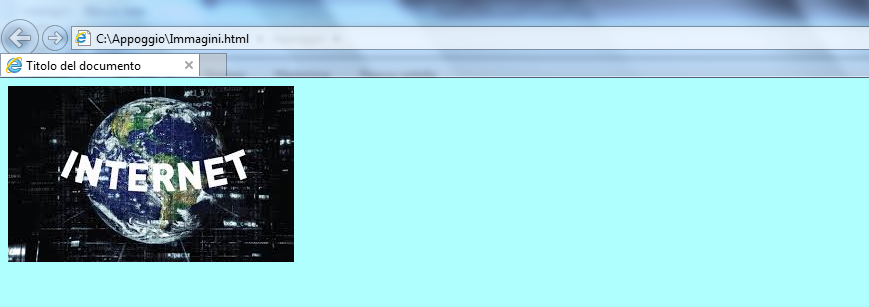 C:\Appoggio\Immagini.html
Titolo del documento
INTERNET